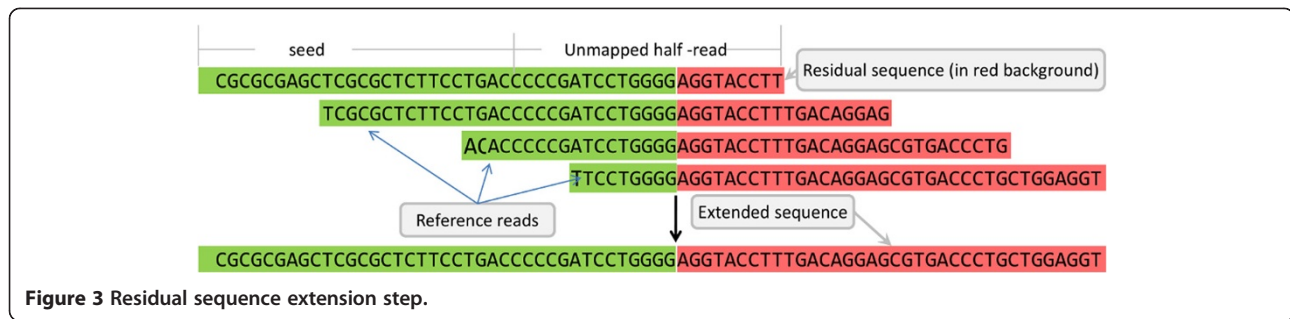 seed Unmapped half -read
CGCGCGAGCTCGCGCTCTTCCTGACCCCCGATCCTGGGGAGGTACCTT Residual sequence (in red background)
TCGCGCTCTTCCTGACCCCCGATCCTGGGGAGGTACCTTTGACAGGAG
ACACCCCCGATCCTGGGGAGGTACCTTTGACAGGAGCGTGACCCTG
TTCCTGGGGAGGTACCTTTGACAGGAGCGTGACCCTGCTGGAGGT
Reference reads Extended sequence
CGCGCGAGCTCGCGCTCTTCCTGACCCCCGATCCTGGGGAGGTACCTTTGACAGGAGCGTGACCCTGCTGGAGGT
Figure 3 Residual sequence extension step.